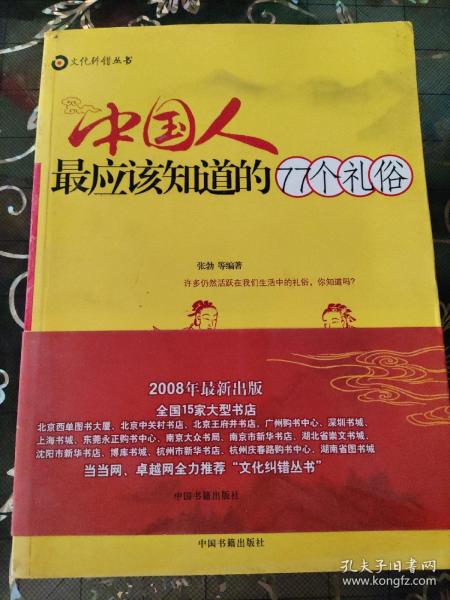 文化纠错丛书
中国人
最应该知道的77个礼俗
张勃 等编著
许多仍然活跃在我们生活中的礼俗，你知道吗？
2008年最新出版
全国15家大型书店
北京西单图书大厦、北京中关村书店、北京王府井书店，广州购书中心、深圳书城、
上海书城、东莞永正购书中心、南京大众书局、南京市新华书店、湖北省崇文书城、
沈阳市新华书店、博库书城、杭州市新华书店、杭州庆春路购书中心、湖南省图书城
当当网、卓越网全力推荐“文化纠错丛书”
中国书籍出版社
中国书籍出版社
孔夫子旧书网
www.kongfz.com